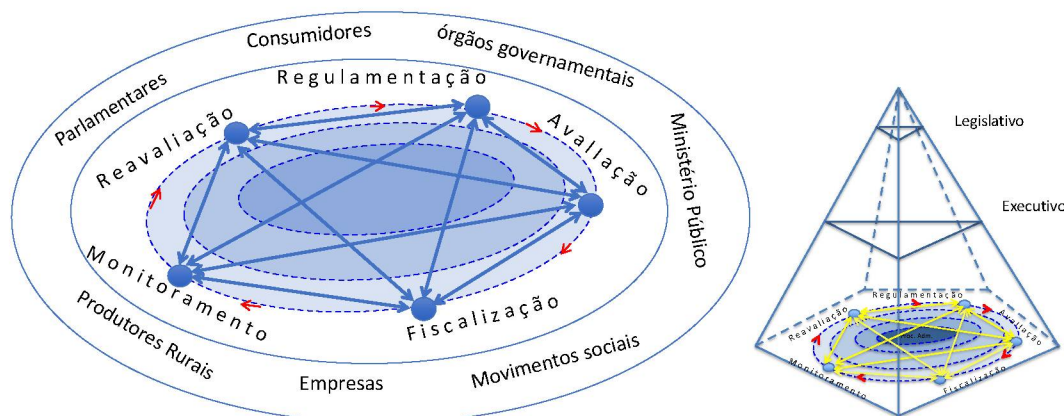 Consumidores
órgãos governamentais
Parlamentares
Ministério Público
Produtores Rurais
Empresas
Movimentos sociais
Regulamentação
Reavaliação
Avaliação
Monitoramento
Fiscalização
Legislativo
Executivo
Regulamentação
Reavaliação
Avaliação
Monitoramento
Fiscalização